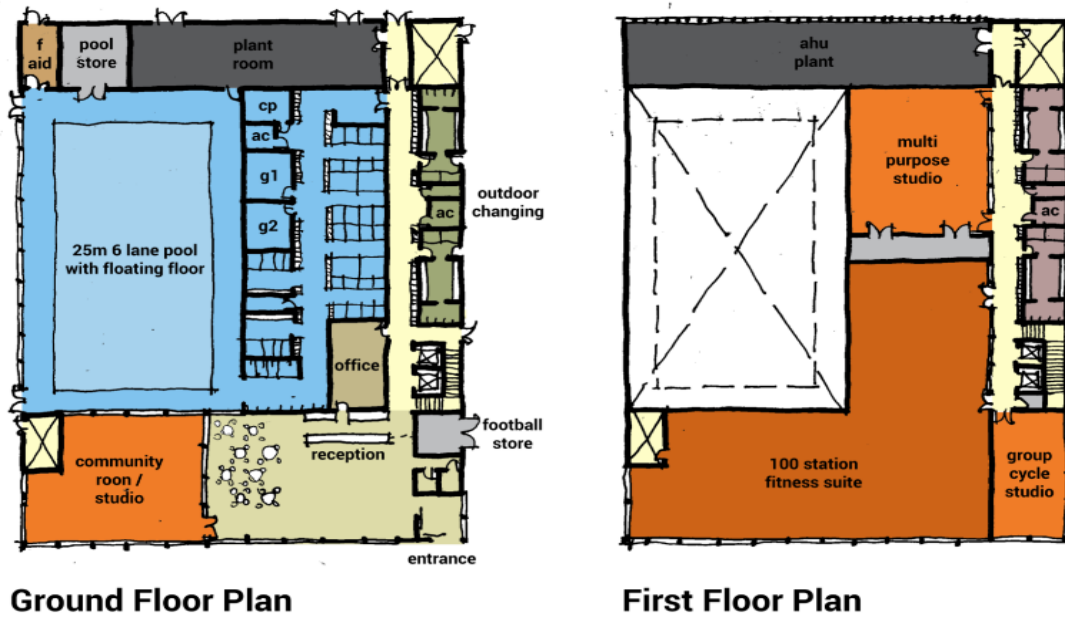 f
aid
pool
store
plant
room
cp
ac
g1
g2
25m 6 lane pool
with floating floor
ac
outdoor
changing
office
football
store
reception
community
roon /
studio
entrance
Ground Floor Plan
ahu
plant
multi
purpose
studio
ac
100 station
fitness suite
group
cycle
studio
First Floor Plan